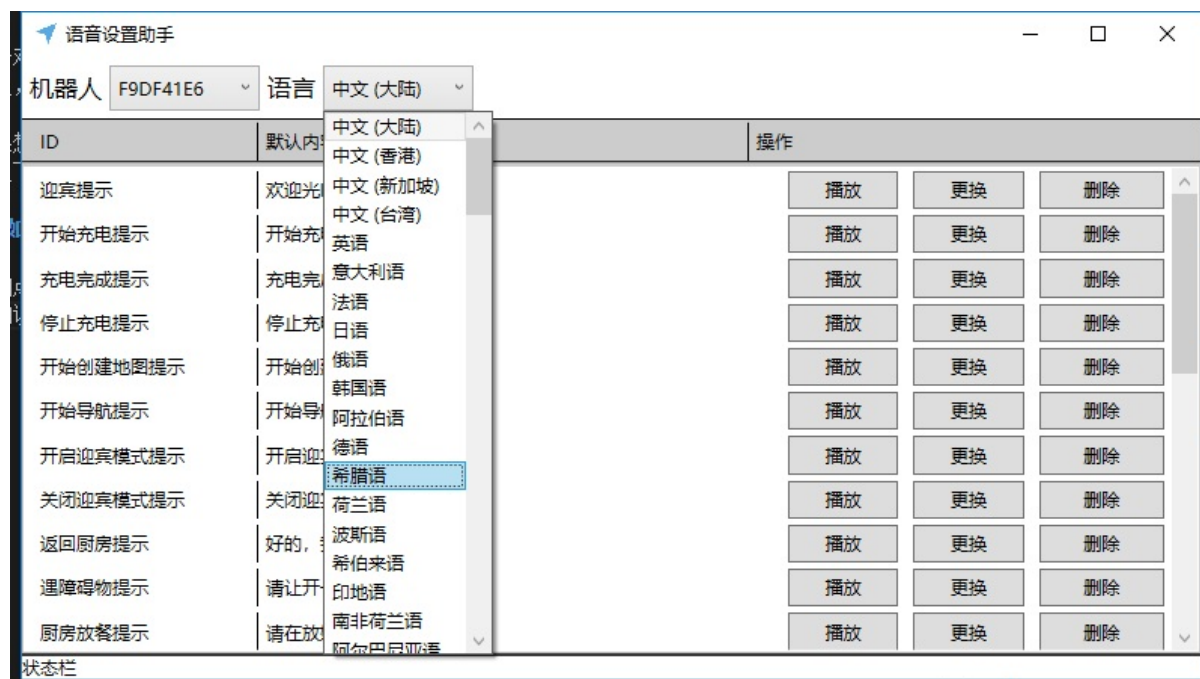 语音设置助手
机器人 F9DF41E6 语言 中文 (大陆)
ID 默认内 操作
中文 (大陆)
中文 (香港)
中文 (新加坡)
中文 (台湾)
英语
意大利语
法语
日语
俄语
韩国语
阿拉伯语
德语
希腊语
荷兰语
波斯语
希伯来语
印地语
南非荷兰语
阿尔巴尼亚语
迎宾提示 欢迎光 播放 更换 删除
开始充电提示 开始充 播放 更换 删除
充电完成提示 充电完 播放 更换 删除
停止充电提示 停止充 播放 更换 删除
开始创建地图提示 开始创 播放 更换 删除
开始导航提示 开始导 播放 更换 删除
开启迎宾模式提示 开启迎 播放 更换 删除
关闭迎宾模式提示 关闭迎 播放 更换 删除
返回厨房提示 好的, 播放 更换 删除
遇障碍物提示 请让开 播放 更换 删除
厨房放餐提示 请在放 播放 更换 删除
状态栏